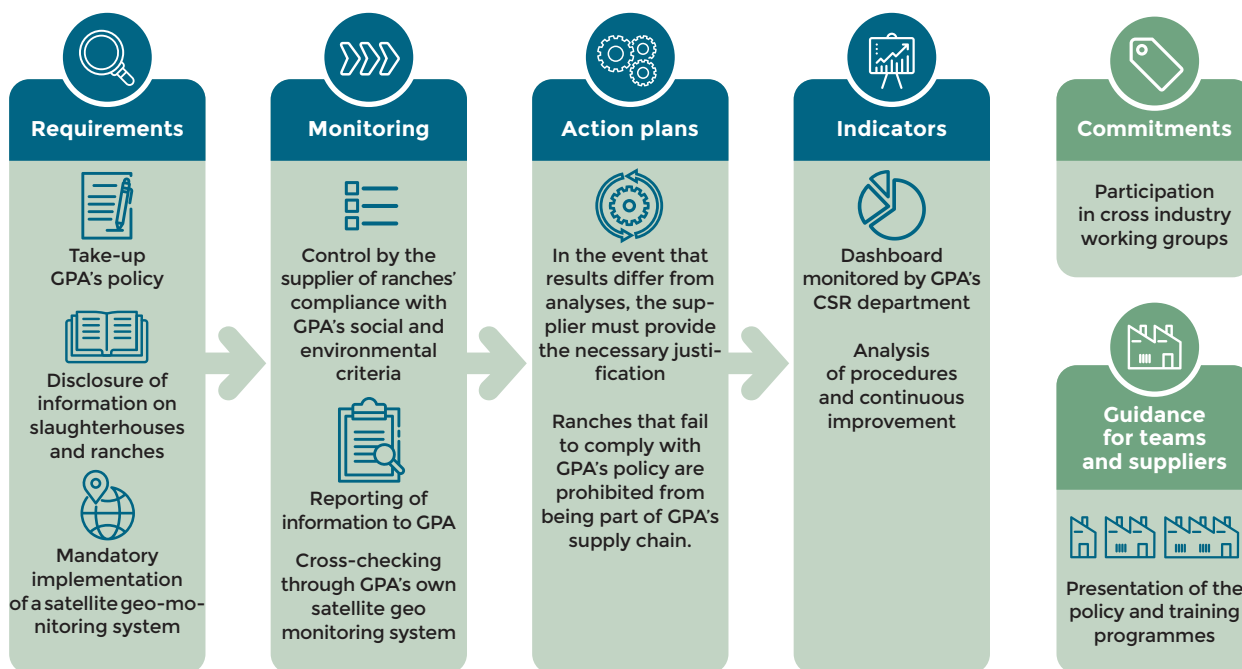 Requirements
Take-up
GPA's policy
Disclosure of
information on
slaughterhouses
and ranches
Mandatory
implementation
of a satellite geo-mo-
nitoring system
Monitoring
Control by the
supplier of ranches'
compliance with
GPA's social and
environmental
criteria
Reporting of
information to GPA
Cross-checking
through GPA's own
satellite geo
monitoring system
Action plans
In the event that
results differ from
analyses, the sup-
plier must provide
the necessary justi-
fication
Ranches that fail
to comply with
GPA's policy are
prohibited from
being part of GPA's
supply chain.
Indicators
Dashboard
monitored by GPA's
CSR department
Analysis
of procedures
and continuous
improvement
Commitments
Participation
in cross industry
working groups
Guidance
for teams
and suppliers
Presentation of the
policy and training
programmes